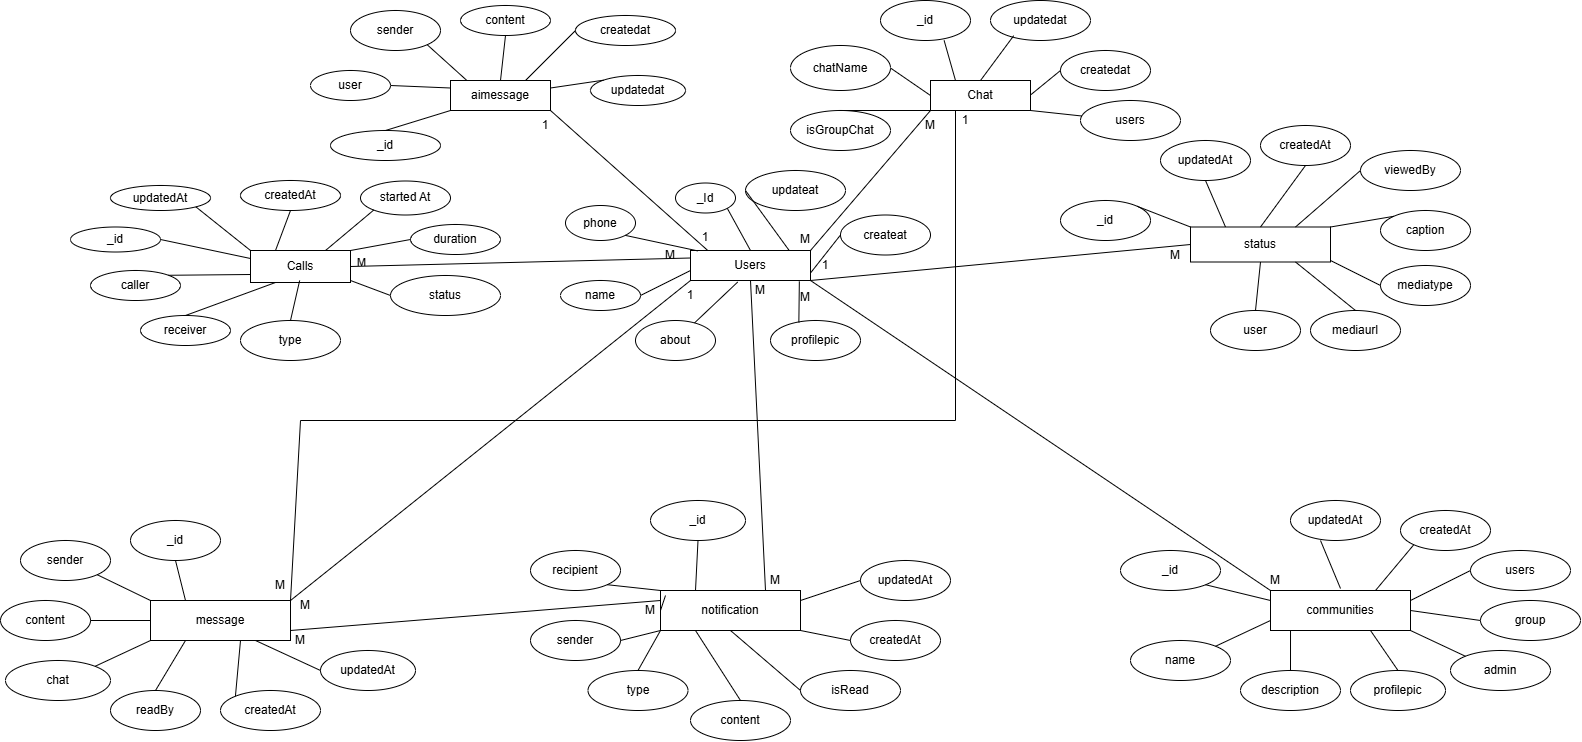 _id
updatedat
content
sender
createdat
chatName
createdat
user
updatedat
aimessage
Chat
users
1
M
1
isGroupChat
_id
createdAt
updatedAt
viewedBy
updateat
createdAt
started At
updatedAt
_Id
phone
_id
caption
createat
_id
duration
1
M
status
M
M
M
Calls
Users
1
caller
mediatype
name
status
1
M
M
receiver
type
about
profilepic
user
mediaurl
_id
updatedAt
createdAt
_id
sender
recipient
_id
users
M
M
M
updatedAt
M
M
content
message
notification
communities
group
M
sender
createdAt
name
admin
updatedAt
chat
type
isRead
description
profilepic
readBy
createdAt
content